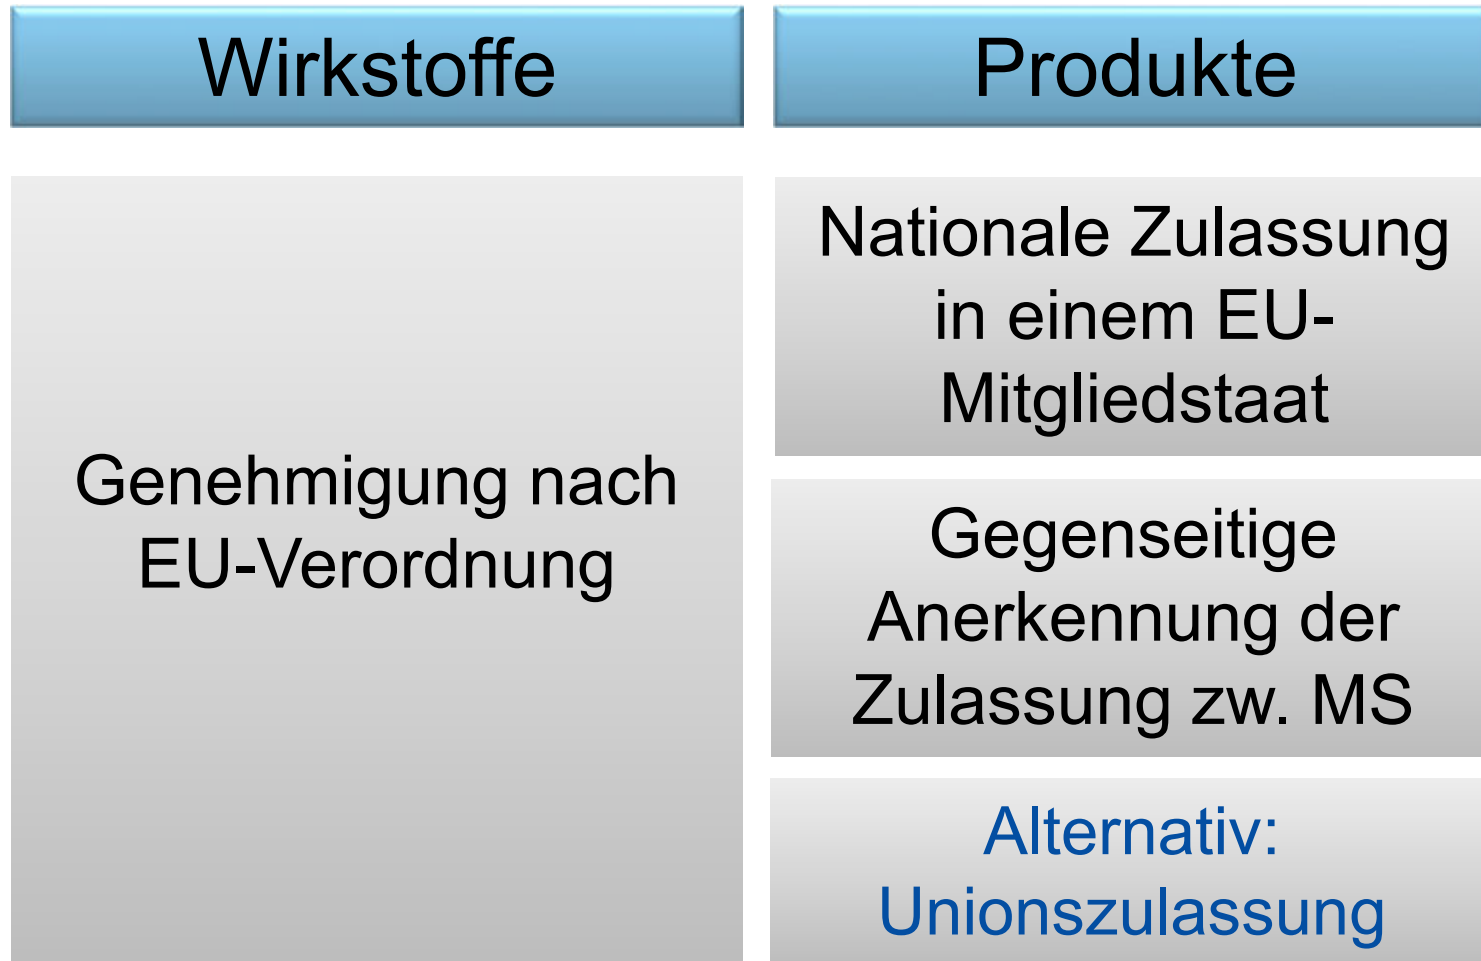 Wirkstoffe
Genehmigung nach
EU-Verordnung
Produkte
Nationale Zulassung
in einem EU-
Mitgliedstaat
Gegenseitige
Anerkennung der
Zulassung zw. MS
Alternativ:
Unionszulassung